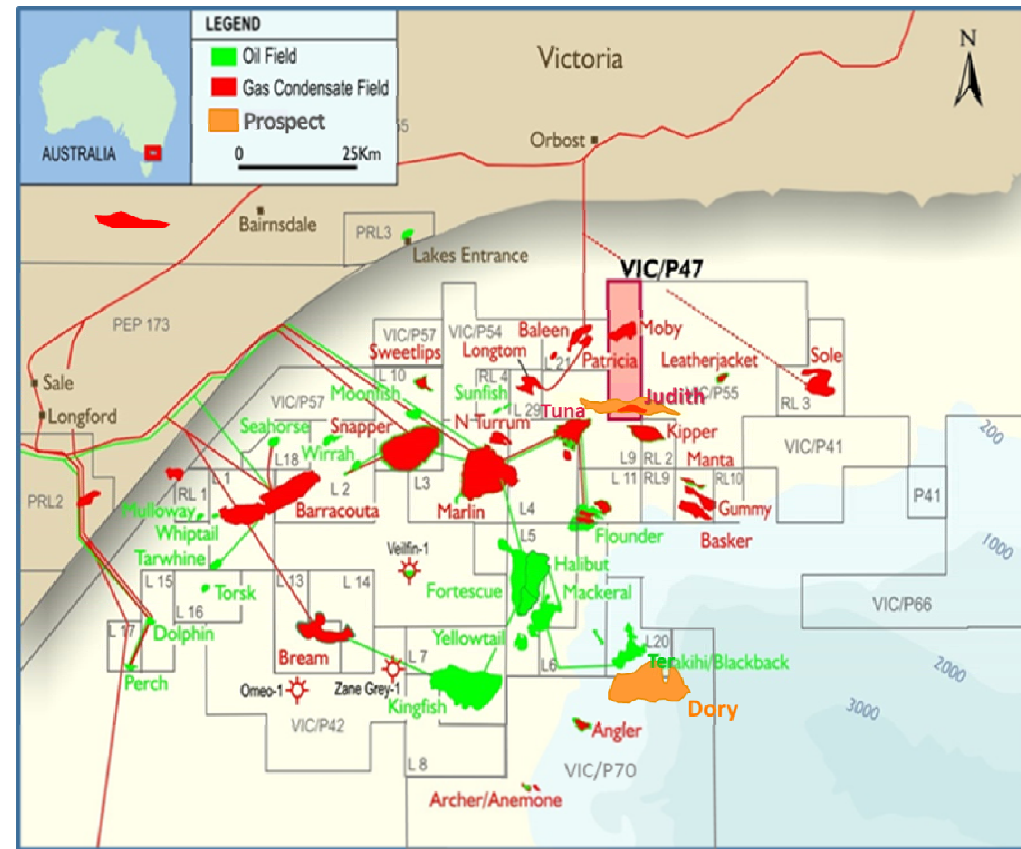 LEGEND
Oil Field
Gas Condensate Field
Prospect
0 25Km
AUSTRALIA
Victoria
N
Orbost
Bairnsdale
PRL3
Lakes Entrance
VIC/P47
PEP 173
VIC/P57
VIC/P54
Baleen
Moby
Sweetlips
Longtom
L 21
Patricia
Leatherjacket
Sole
Sale
L 10
RL 4
Moonfish
Sunfish
VIC/P57
Judith
VIC/P55
RL 3
Longford
L 29
Tuna
Seahorse
Snapper
N Turrum
Kipper
200
Wirrah
VIC/P41
L18
L9
RL 2
Manta
L 1
L 2
L3
L 11
RL9
RL10
PRL2
RL 1
P41
Mulloway
Barracouta
Marlin
L4
Gummy
Whiptail
L5
Flounder
Basker
1000
Tarwhine
Veilfin-1
Halibut
L 15
L 13
L 14
Fortescue
Mackeral
Torsk
L 16
VIC/P66
L 17
Dolphin
Yellowtail
L20
Bream
L7
L6
Terakihi/Blackback
2000
Perch
Omeo-1
Zane Grey-1
Kingfish
Dory
3000
VIC/P42
Angler
L 8
VIC/P70
Archer/Anemone